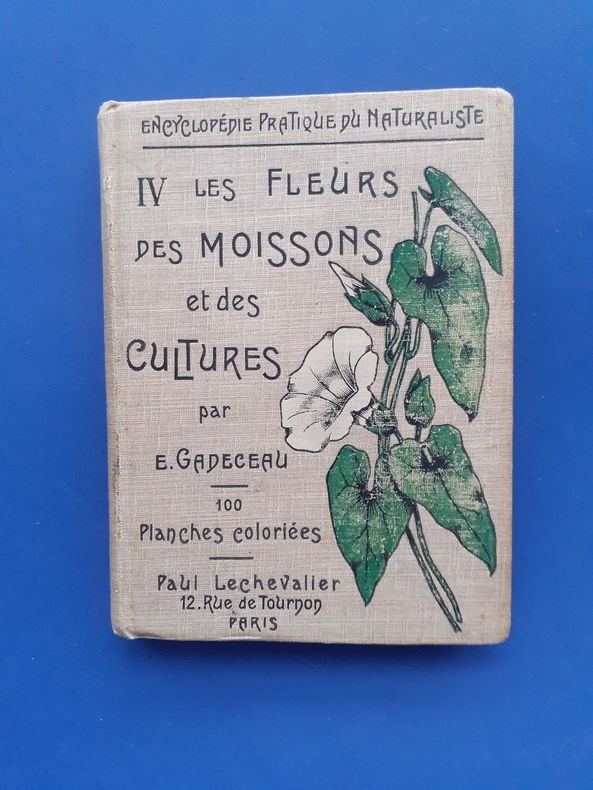 ENCYCLOPÉDIE PRATIQUE DU NATURALISTE
IV LES FLEURS
DES MOISSONS
et des
CULTURES
par
E. GADECEAU
100
Planches coloriées
Paul Lechevalier
12. Rue de Tournon
PARIS